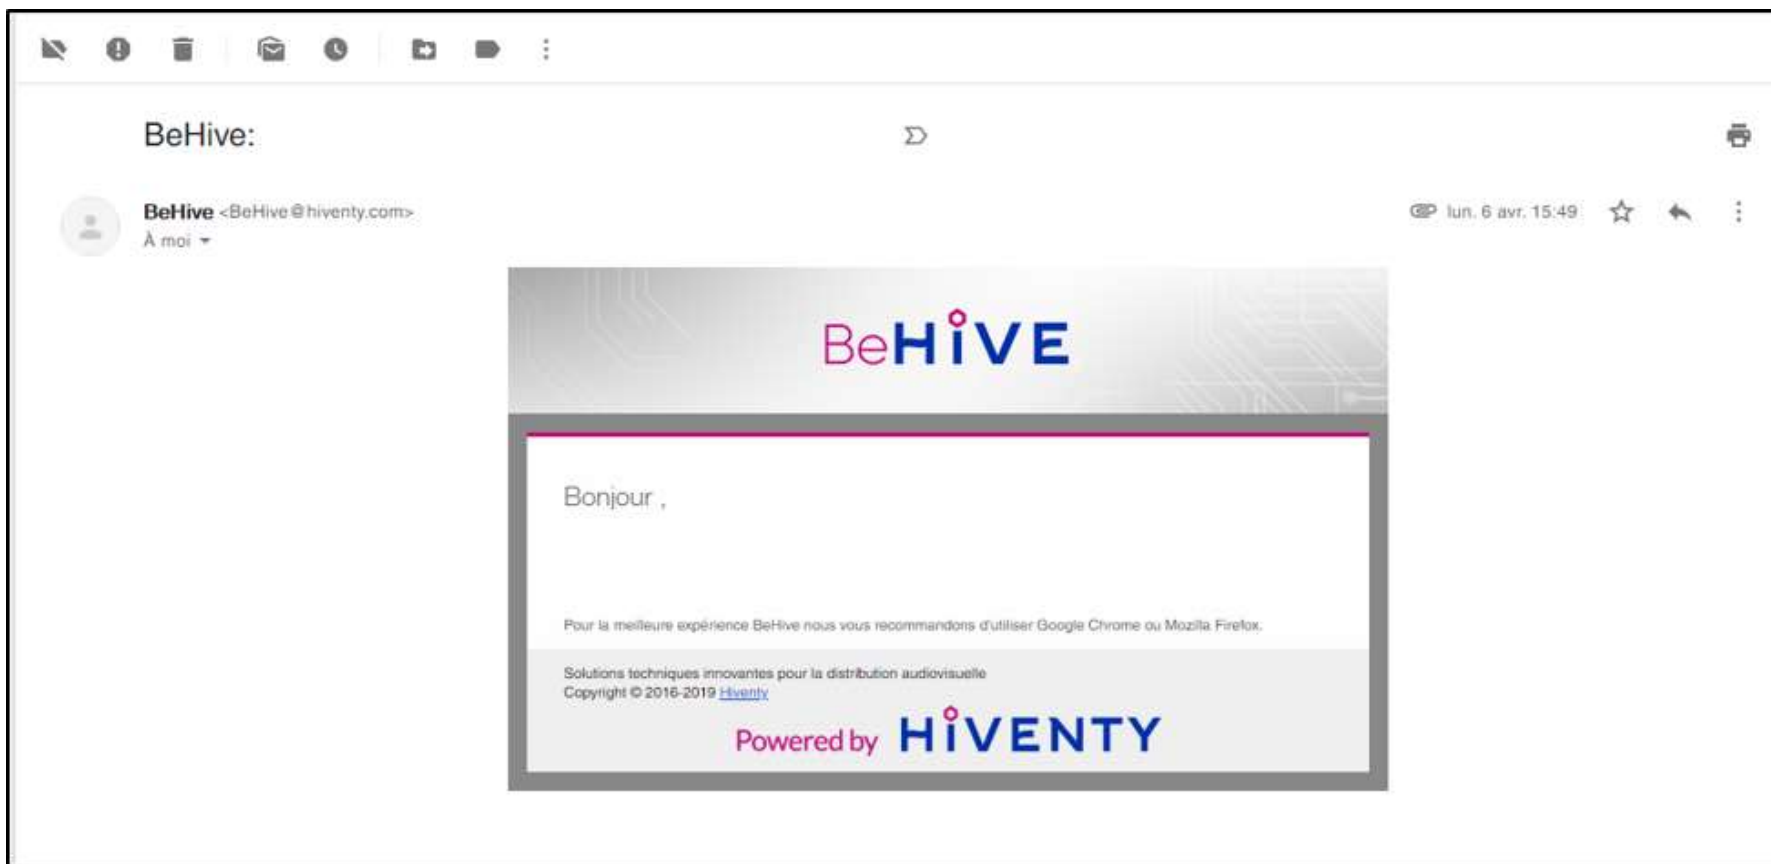 BeHive:
BeHive <BeHive@hiventy.com>
lun. 6 avr. 15:49
À moi
BeHiVE
Bonjour ,
Pour la meilleure expérience BeHive nous vous recommandons d'utiliser Google Chrome ou Mozilla Firefox.
Solutions techniques innovantes pour la distribution audiovisuelle
Copyright © 2016-2019 Hiventy
Powered by HiVENTY